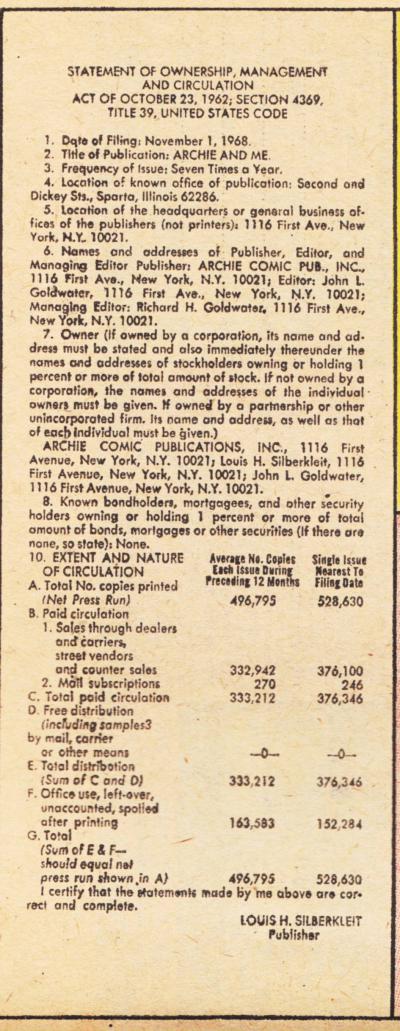 STATEMENT OF OWNERSHIP, MANAGEMENT
AND CIRCULATION
ACT OF OCTOBER 23, 1962; SECTION 4369,
TITLE 39, UNITED STATES CODE
1. Date of Filing: November 1, 1968.
2. Title of Publication: ARCHIE AND ME.
3. Frequency of Issue: Seven Times a Year.
4. Location of known office of publication: Second and
Dickey Sts., Sparta, Illinois 62286.
5. Location of the headquarters or general business of-
fices of the publishers (not printers): 1116 First Ave., New
York, N.Y. 10021.
6. Names and addresses of Publisher, Editor, and
Managing Editor Publisher: ARCHIE COMIC PUB., INC.,
1116 First Ave., New York, N.Y. 10021; Editor: John L.
Goldwater, 1116 First Ave., New York, N.Y. 10021;
Managing Editor: Richard H. Goldwater, 1116 First Ave.,
New York, N.Y. 10021.
7. Owner (If owned by a corporation, its name and ad-
dress must be stated and also immediately thereunder the
names and addresses of stockholders owning or holding 1
percent or more of total amount of stock. If not owned by a
corporation, the names and addresses of the individual
owners must be given. If owned by a partnership or other
unincorporated firm. Its name and address, as well as that
of each individual must be given.)
ARCHIE COMIC PUBLICATIONS, INC., 1116 First
Avenue, New York, N.Y. 10021; Louis H. Silberkleit, 1116
First Avenue, New York, N.Y. 10021; John L. Goldwater,
1116 First Avenue, New York, N.Y. 10021.
8. Known bondholders, mortgagees, and other security
holders owning or holding 1 percent or more of total
amount of bonds, mortgages or other securities (If there are
none, so state): None.
10. EXTENT AND NATURE Average No. Copies Single Issue
OF CIRCULATION Each Issue During Nearest To
A. Total No. copies printed Preceding 12 Months Filing Date
(Net Press Run) 496,795 528,630
B. Paid circulation
1. Sales through dealers
and carriers,
street vendors
and counter sales 332,942 376,100
2. Mail subscriptions 270 246
C. Total paid circulation 333,212 376,346
D. Free distribution
(including samples3
by mail, carrier
or other means —0— —0—
E. Total distribution
(Sum of C and D) 333,212 376,346
F. Office use, left-over,
unaccounted, spoiled
after printing 163,583 152,284
G. Total
(Sum of E & F—
should equal net
press run shown in A) 496,795 528,630
I certify that the statements made by me above are cor-
rect and complete.
LOUIS H. SILBERKLEIT
Publisher